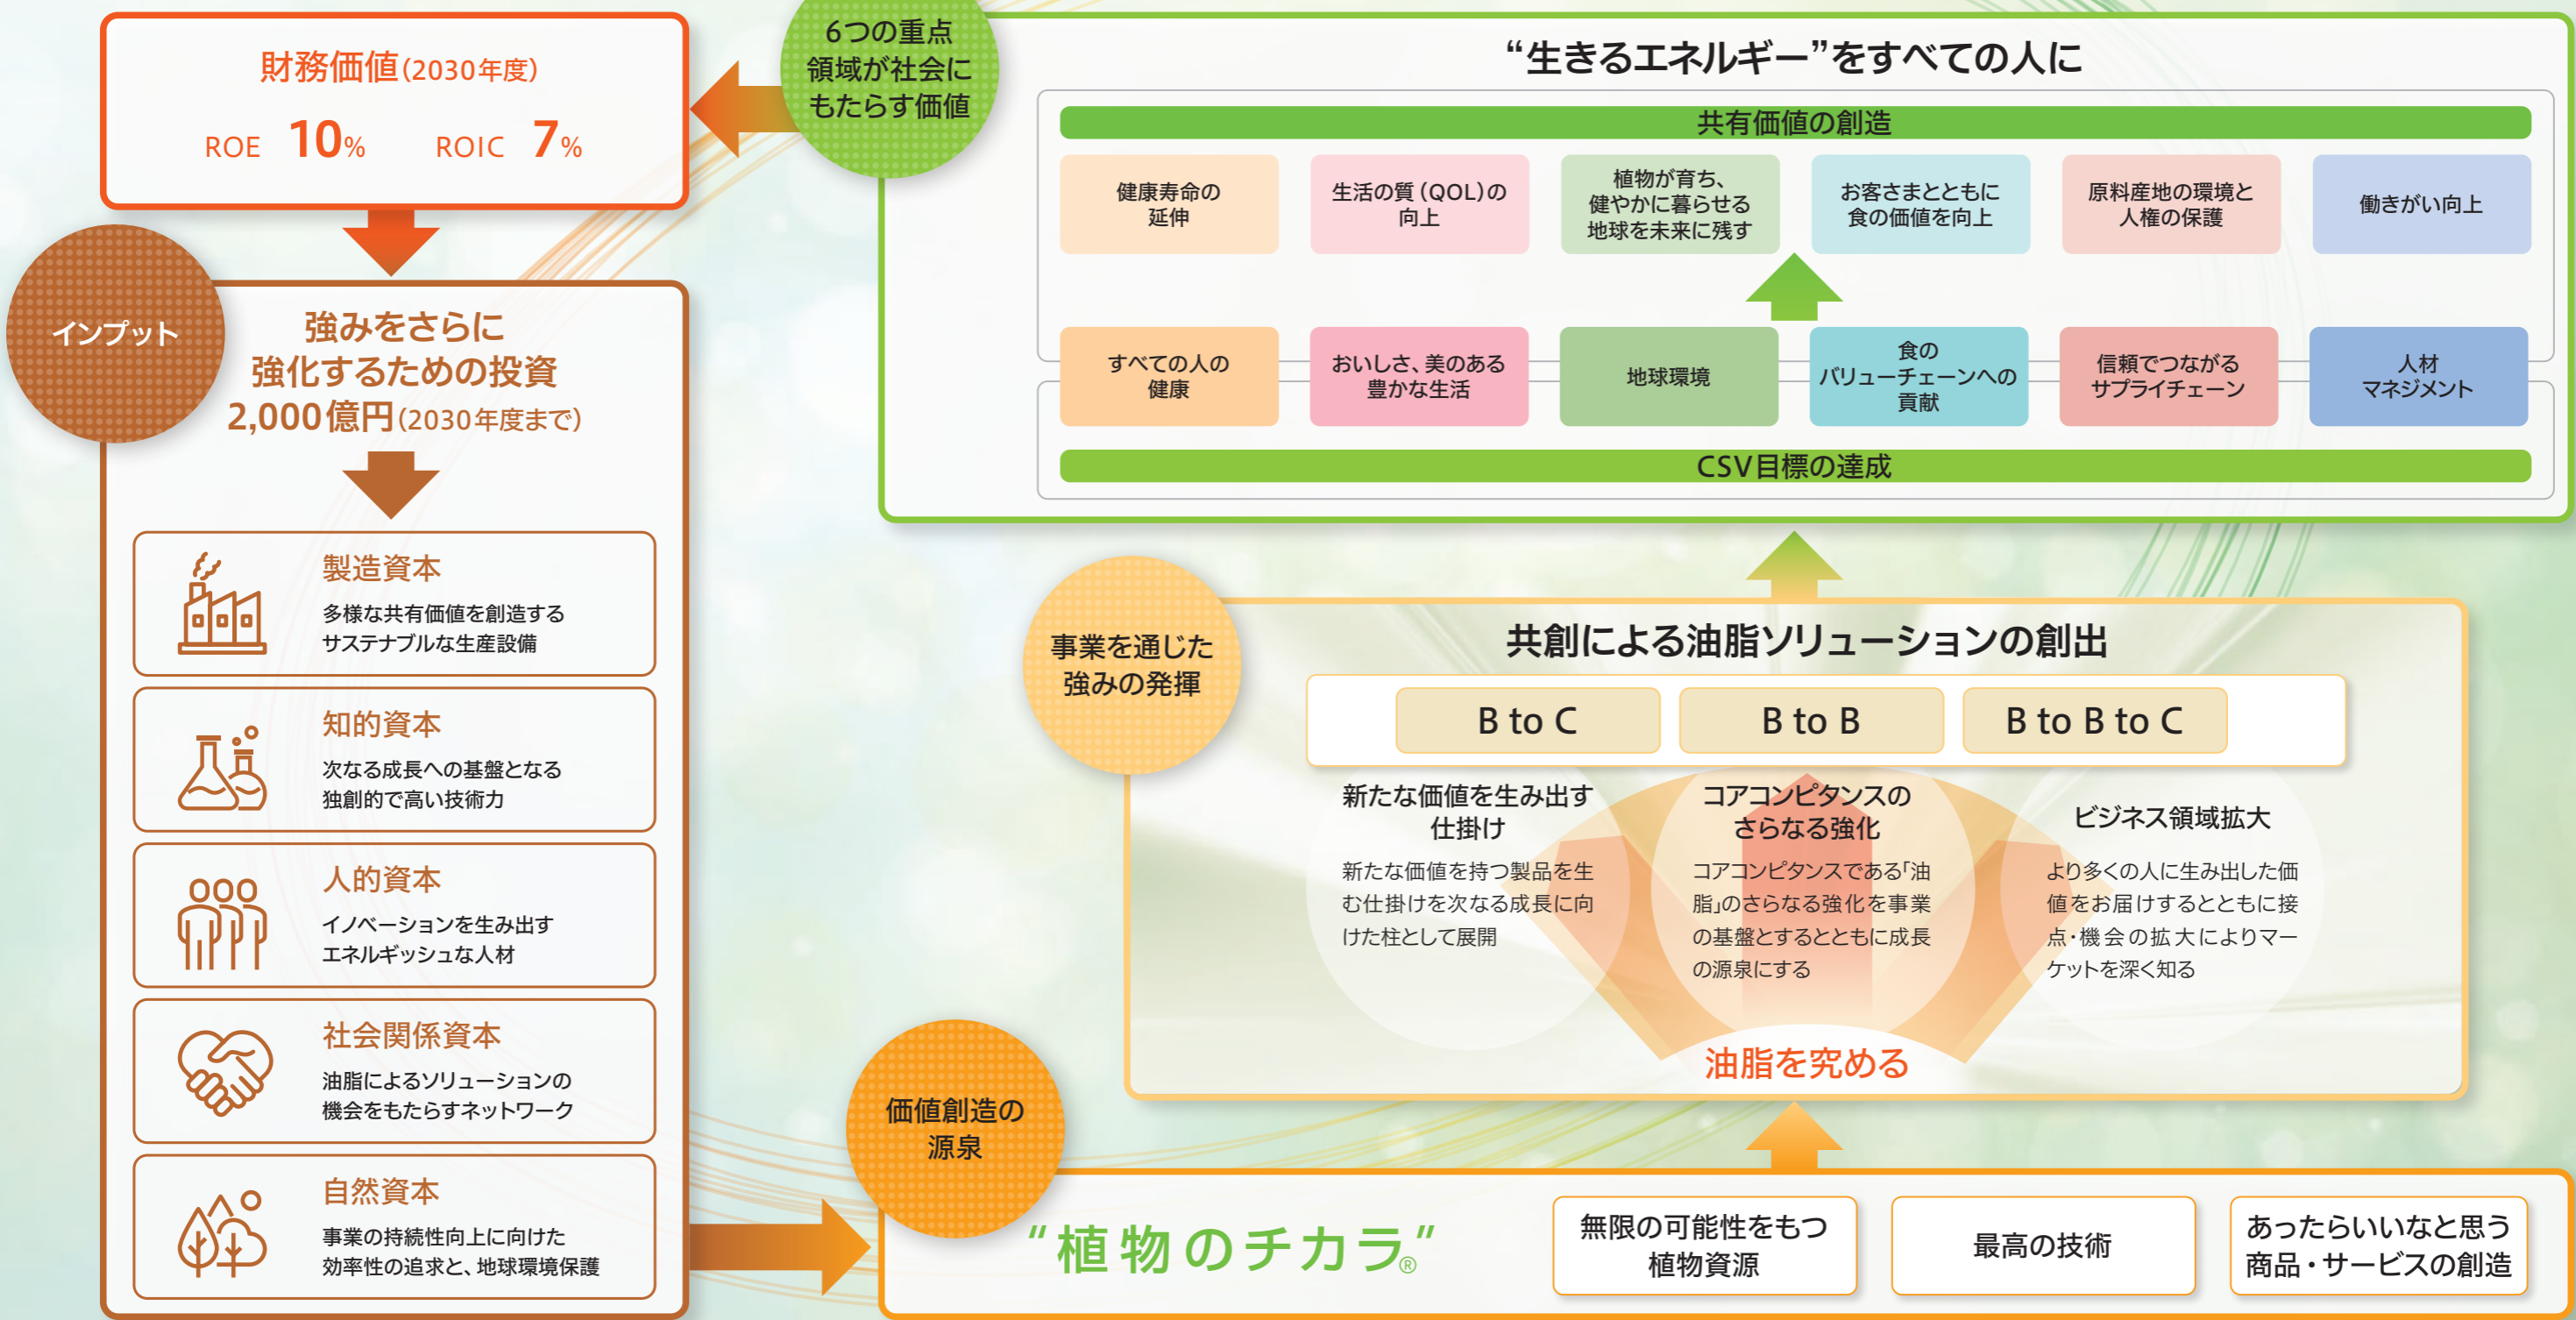 財務価値(2030年度)
ROE 10% ROIC 7%
インプット
強みをさらに
強化するための投資
2,000億円(2030年度まで)
製造資本
多様な共有価値を創造する
サステナブルな生産設備
知的資本
次なる成長への基盤となる
独創的で高い技術力
人的資本
イノベーションを生み出す
エネルギッシュな人材
社会関係資本
油脂によるソリューションの
機会をもたらすネットワーク
自然資本
事業の持続性向上に向けた
効率性の追求と、地球環境保護
6つの重点
領域が社会に
もたらす価値
“生きるエネルギー”をすべての人に
共有価値の創造
健康寿命の
延伸
生活の質(QOL)の
向上
植物が育ち、
健やかに暮らせる
地球を未来に残す
お客さまとともに
食の価値を向上
原料産地の環境と
人権の保護
働きがい向上
すべての人の
健康
おいしさ、美のある
豊かな生活
地球環境
食の
バリューチェーンへの
貢献
信頼でつながる
サプライチェーン
人材
マネジメント
CSV目標の達成
事業を通じた
強みの発揮
共創による油脂ソリューションの創出
B to C
B to B
B to B to C
新たな価値を生み出す
仕掛け
新たな価値を持つ製品を生
む仕掛けを次なる成長に向
けた柱として展開
コアコンピタンスの
さらなる強化
コアコンピタンスである「油
脂」のさらなる強化を事業
の基盤とするとともに成長
の源泉にする
ビジネス領域拡大
より多くの人に生み出した価
値をお届けするとともに接
点・機会の拡大によりマー
ケットを深く知る
油脂を究める
価値創造の
源泉
“植物のチカラ®”
無限の可能性をもつ
植物資源
最高の技術
あったらいいなと思う
商品・サービスの創造